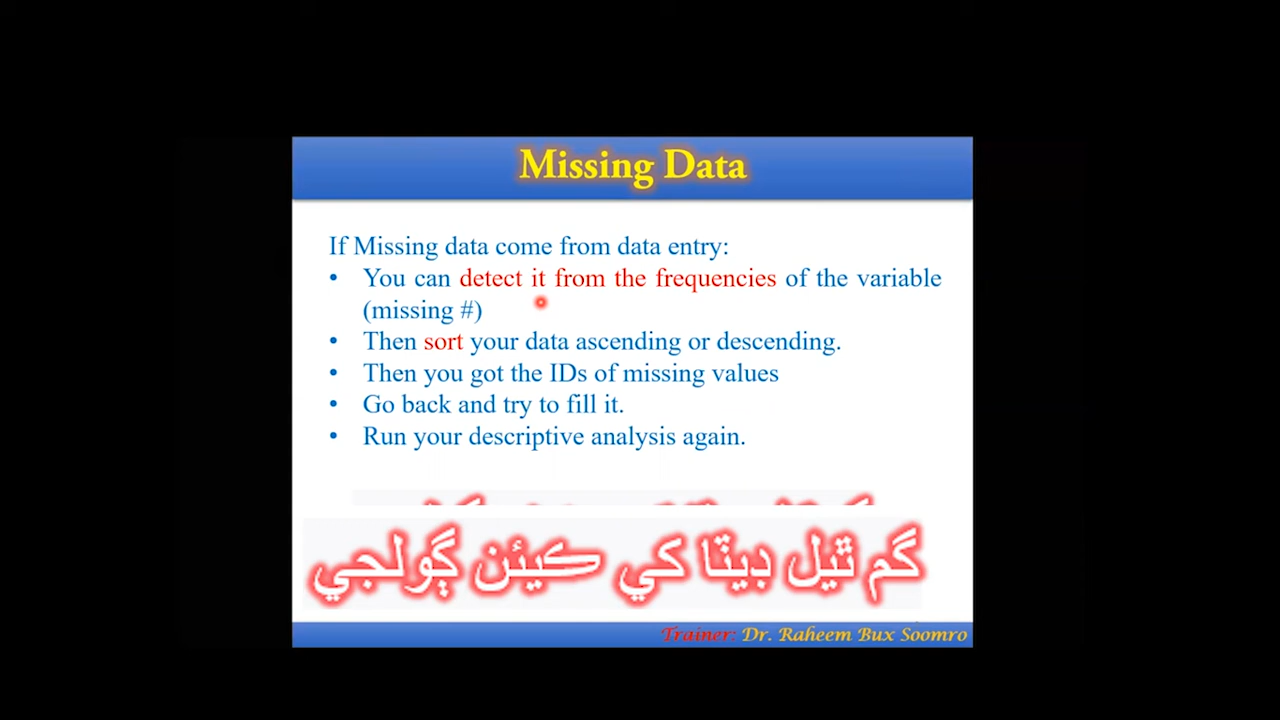 Missing Data
If Missing data come from data entry:
• You can detect it from the frequencies of the variable
(missing #)
• Then sort your data ascending or descending.
• Then you got the IDs of missing values
• Go back and try to fill it.
• Run your descriptive analysis again.
گم ٿيل ڊيٽا کي ڪيئن ڳولجي
Trainer: Dr. Raheem Bux Soomro